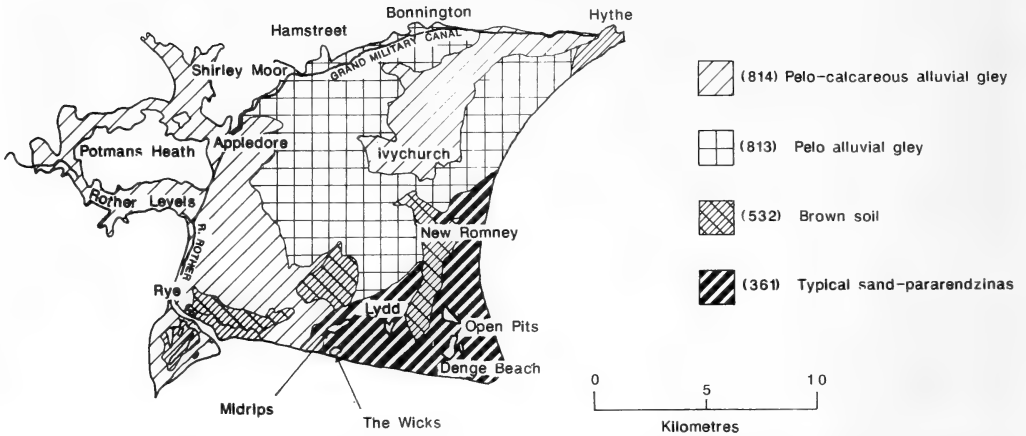 Bonnington
Hythe
Hamstreet
GRAND MILITARY CANAL
Shirley Moor
Appledore
ivychurch
Potmans Heath
Rother Levels
R. ROTHER
New Romney
Rye
Lydd
Open Pits
Denge Beach
Midrips
The Wicks
(814) Pelo-calcareous alluvial gley
(813) Pelo alluvial gley
(532) Brown soil
(361) Typical sand-pararendzinas
0 5 10
Kilometres